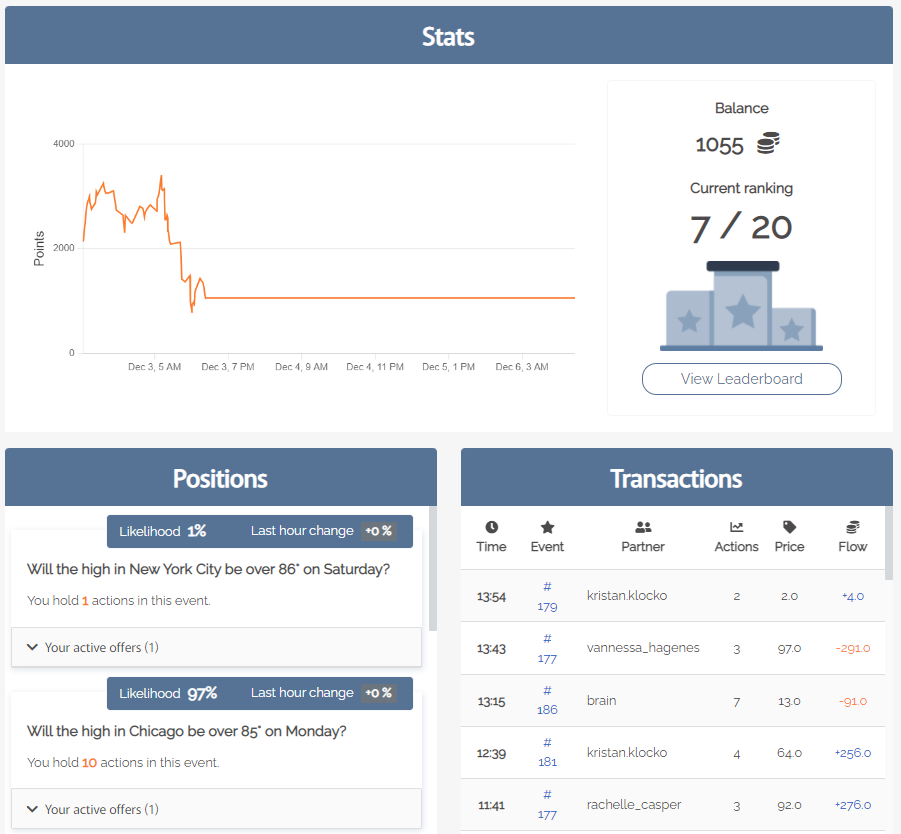 Stats
Points
4000
2000
0
Dec 3, 5 AM Dec 3, 7 PM Dec 4, 9 AM Dec 4, 11 PM Dec 5, 1 PM Dec 6, 3 AM
Balance
1055
Current ranking
7 / 20
View Leaderboard
Positions
Likelihood 1% Last hour change +0 %
Will the high in New York City be over 86° on Saturday?
You hold 1 actions in this event.
Your active offers (1)
Likelihood 97% Last hour change +0 %
Will the high in Chicago be over 85° on Monday?
You hold 10 actions in this event.
Your active offers (1)
Transactions
Time Event Partner Actions Price Flow
13:54 # 179 kristan.klocko 2 2.0 +4.0
13:43 # 177 vannessa_hagenes 3 97.0 -291.0
13:15 # 186 brain 7 13.0 -91.0
12:39 # 181 kristan.klocko 4 64.0 +256.0
11:41 # 177 rachelle_casper 3 92.0 +276.0